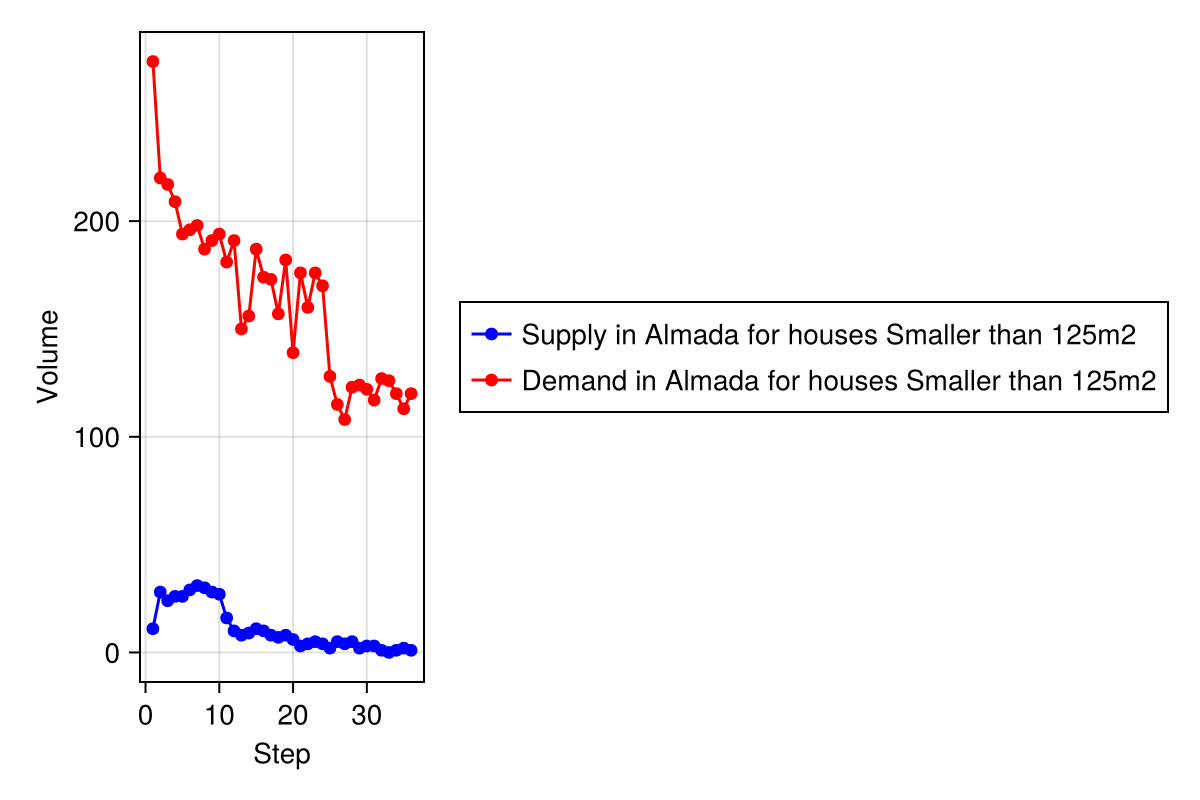 Volume
200
100
0
0 10 20 30
Step
Supply in Almada for houses Smaller than 125m2
Demand in Almada for houses Smaller than 125m2